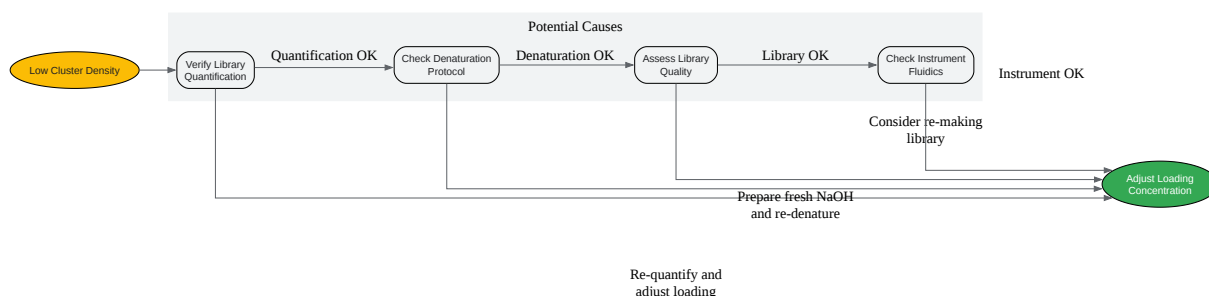 Potential Causes
Low Cluster Density
Verify Library
Quantification
Quantification OK
Check Denaturation
Protocol
Denaturation OK
Assess Library
Quality
Library OK
Check Instrument
Fluidics
Instrument OK
Consider re-making
library
Adjust Loading
Concentration
Prepare fresh NaOH
and re-denature
Re-quantify and
adjust loading